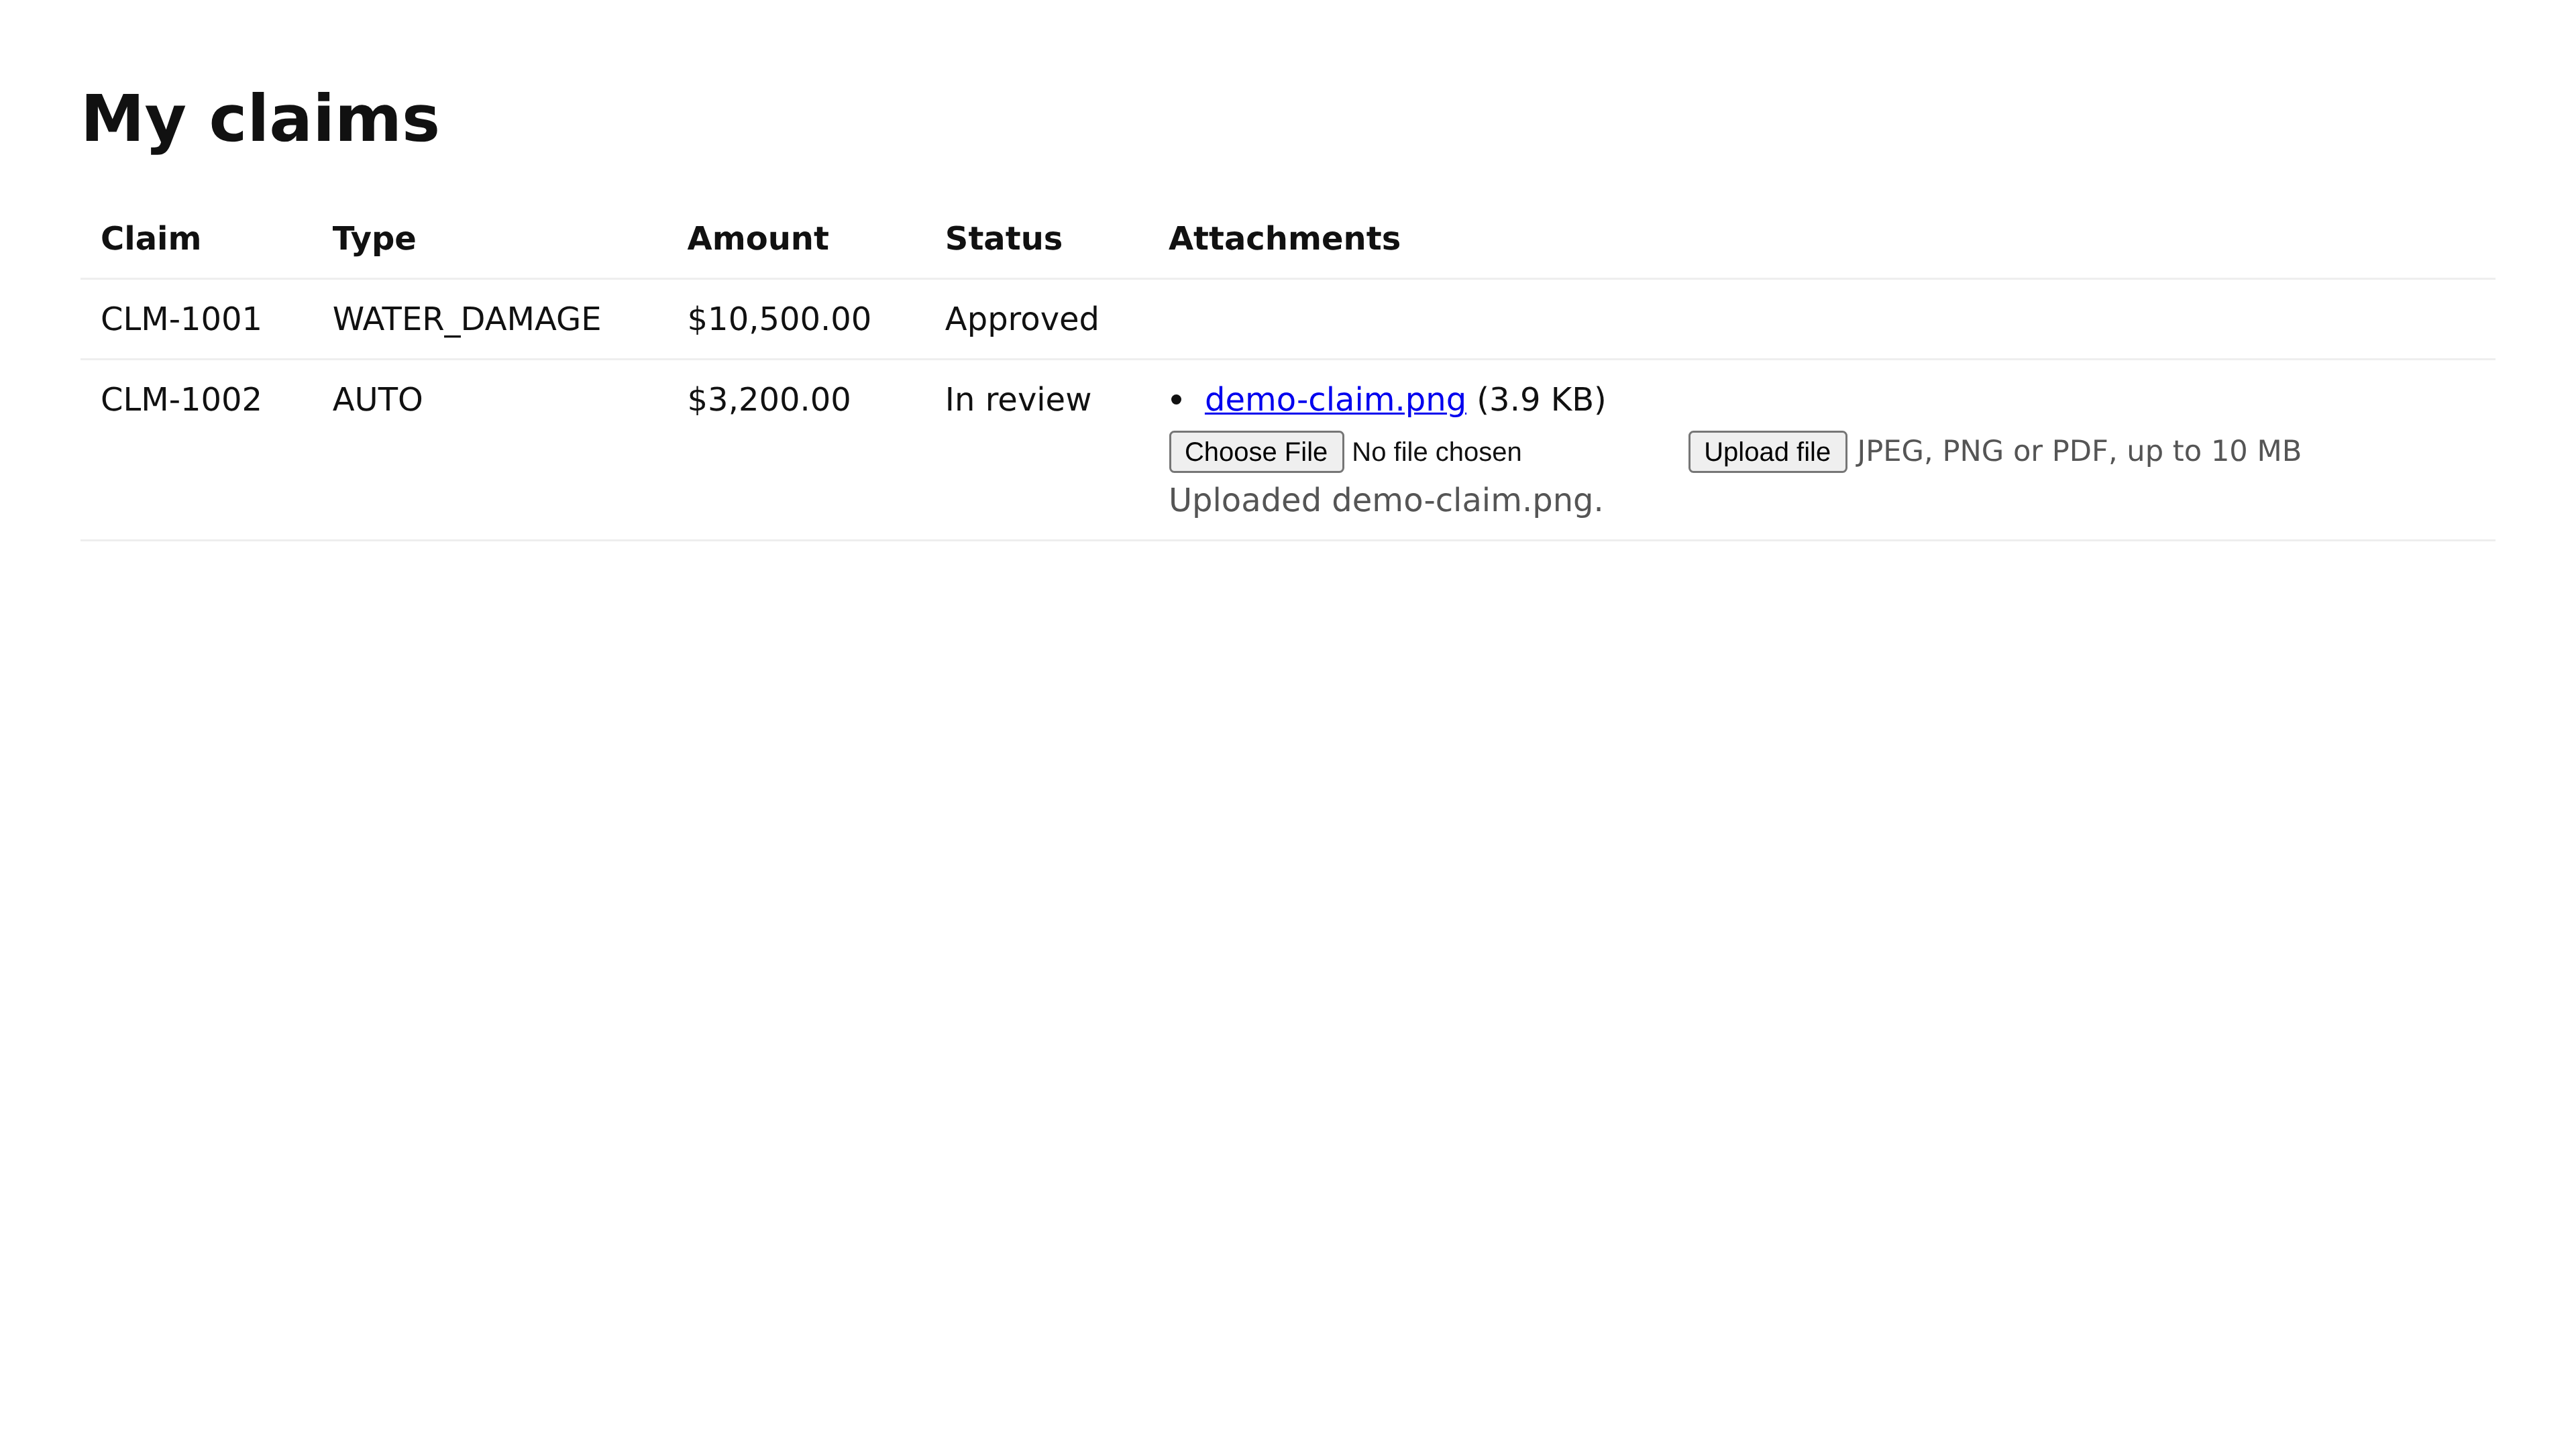 My claims
Claim Type Amount Status Attachments
CLM-1001 WATER_DAMAGE $10,500.00 Approved
CLM-1002 AUTO $3,200.00 In review • demo-claim.png (3.9 KB)
Choose File No file chosen Upload file JPEG, PNG or PDF, up to 10 MB
Uploaded demo-claim.png.